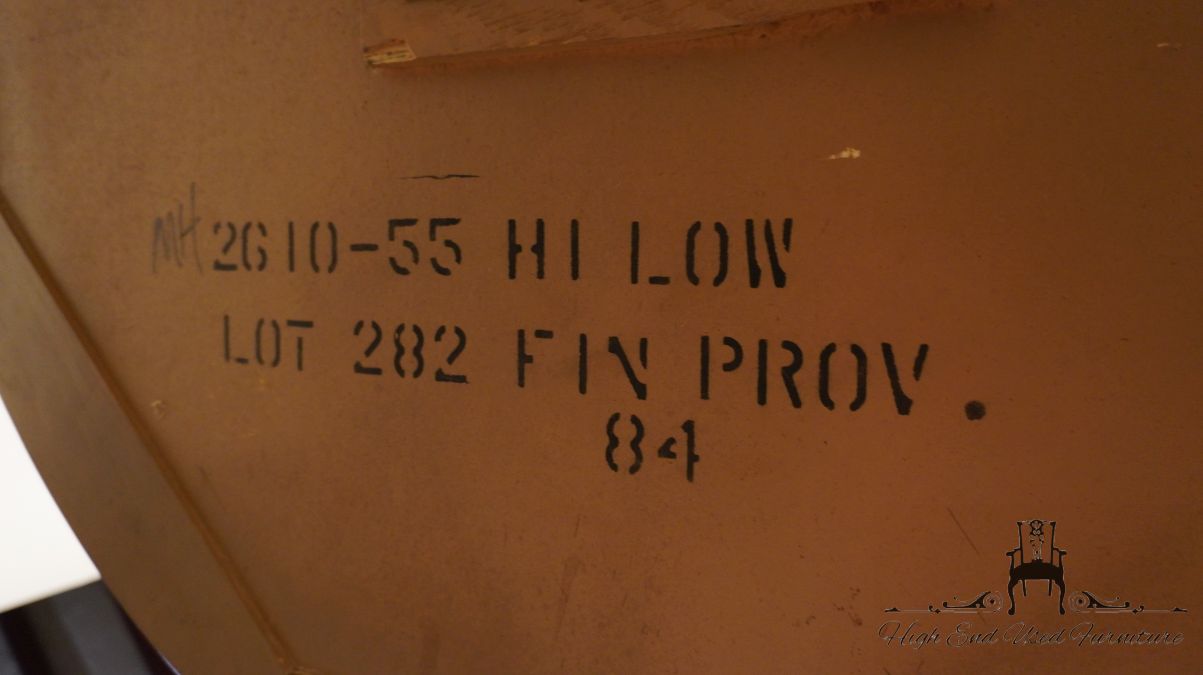 MH 2610-55 HI LOW
LOT 282 FIN PROV.
84
High End Used Furniture